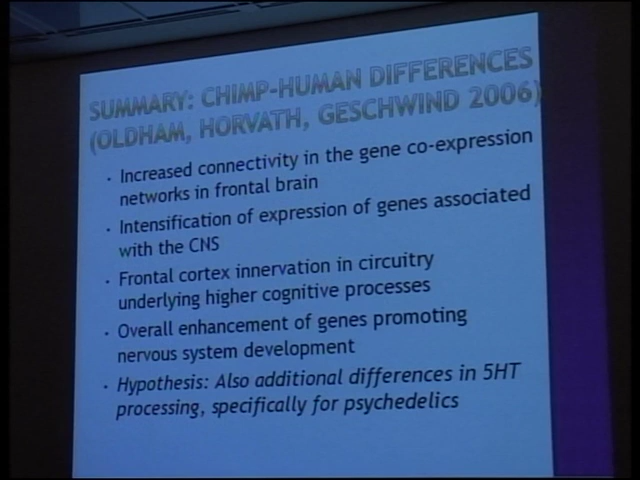 SUMMARY: CHIMP-HUMAN DIFFERENCES
(OLDHAM, HORVATH, GESCHWIND 2006)
· Increased connectivity in the gene co-expression
networks in frontal brain
· Intensification of expression of genes associated
with the CNS
· Frontal cortex innervation in circuitry
underlying higher cognitive processes
· Overall enhancement of genes promoting
nervous system development
· Hypothesis: Also additional differences in 5HT
processing, specifically for psychedelics